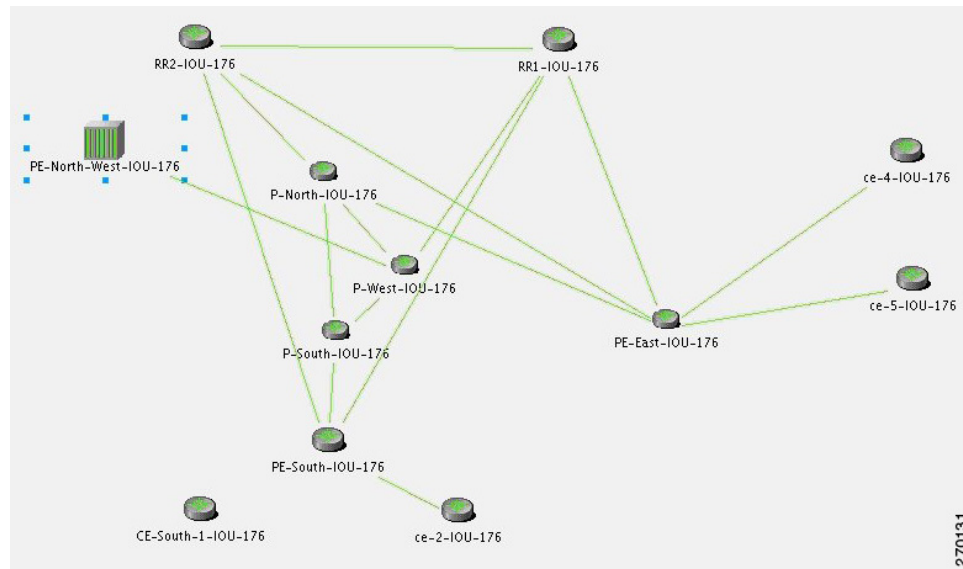 RR2-IOU-176
RR1-IOU-176
PE-North-West-IOU-176
P-North-IOU-176
ce-4-IOU-176
P-West-IOU-176
ce-5-IOU-176
PE-East-IOU-176
P-South-IOU-176
PE-South-IOU-176
CE-South-1-IOU-176
ce-2-IOU-176
270131